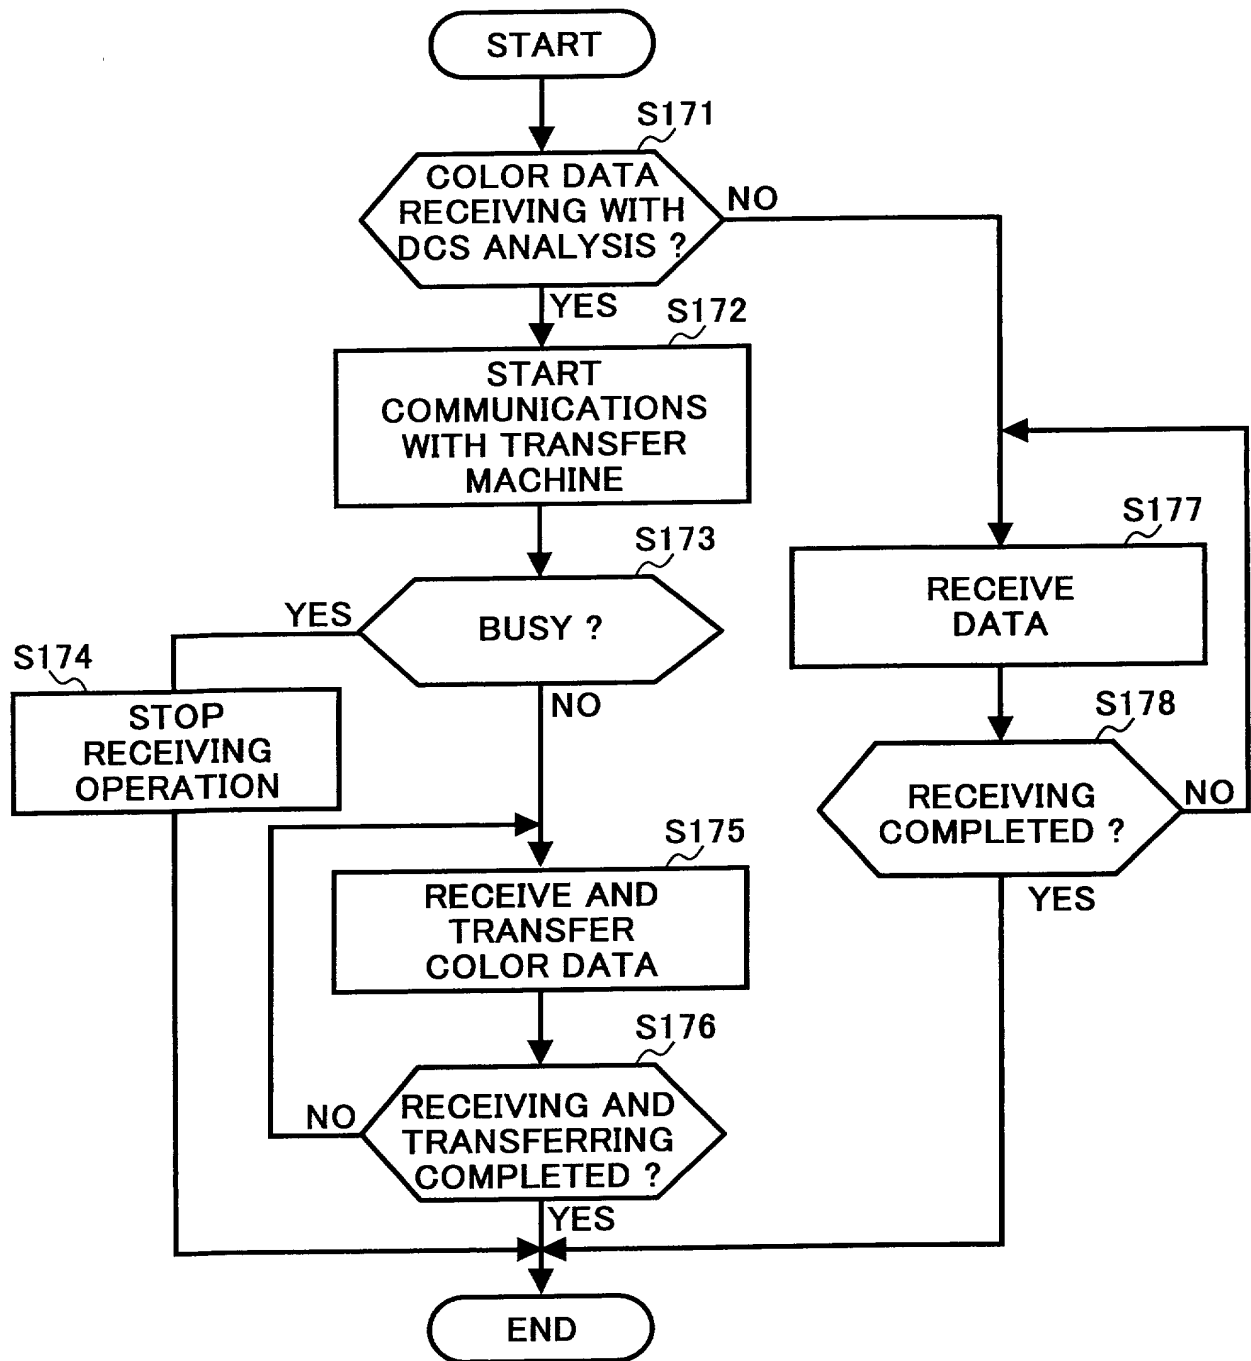 START
S171
COLOR DATA
RECEIVING WITH
DCS ANALYSIS ?
NO
YES
S172
START
COMMUNICATIONS
WITH TRANSFER
MACHINE
S173
BUSY ?
YES
NO
S174
STOP
RECEIVING
OPERATION
S175
RECEIVE AND
TRANSFER
COLOR DATA
S176
RECEIVING AND
TRANSFERRING
COMPLETED ?
NO
YES
S177
RECEIVE
DATA
S178
RECEIVING
COMPLETED ?
NO
YES
END